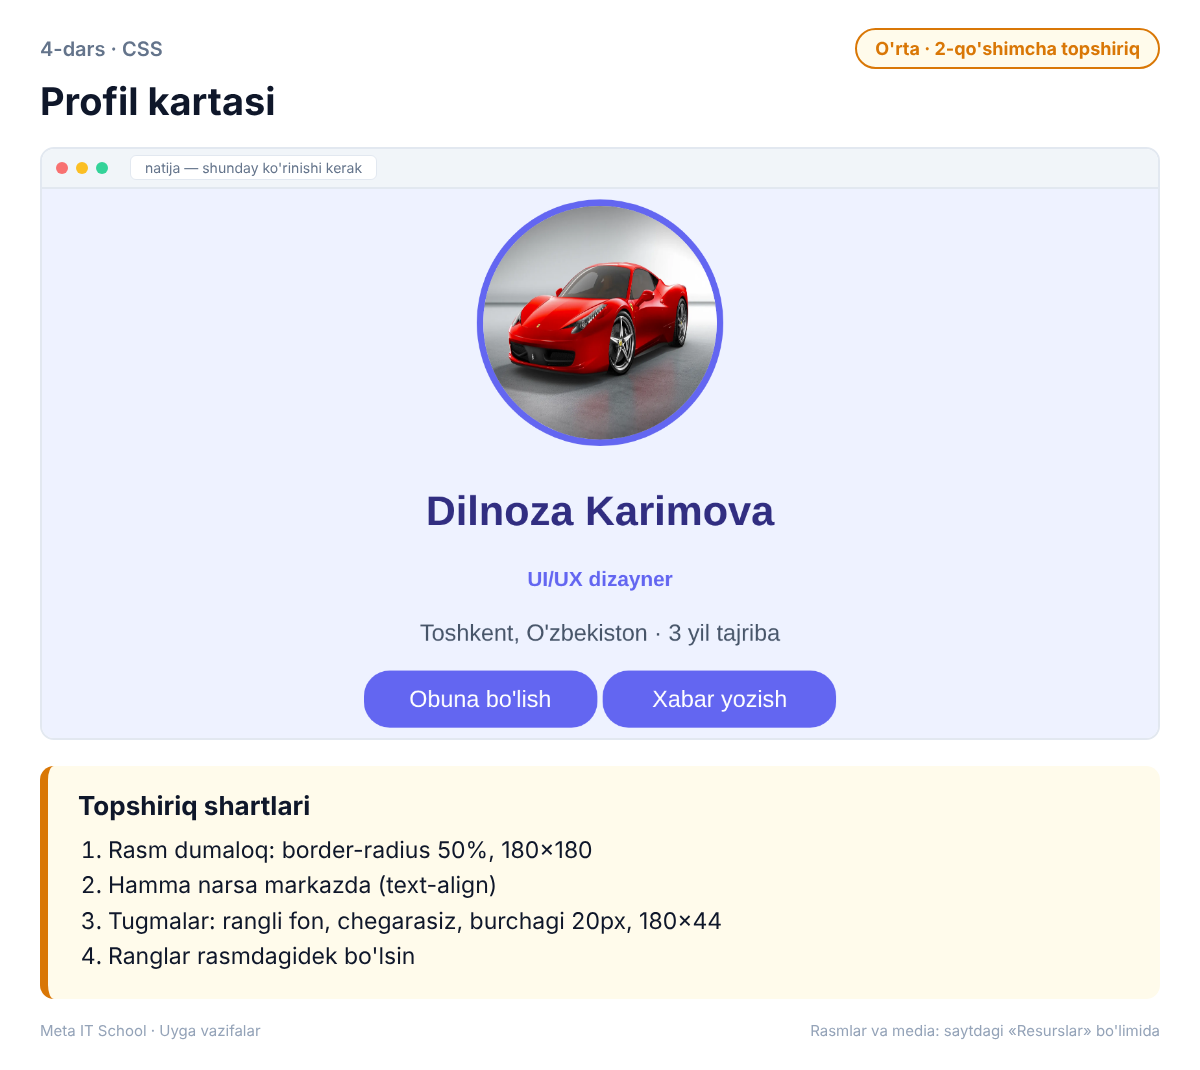 4-dars · CSS
O'rta · 2-qo'shimcha topshiriq
Profil kartasi
natija — shunday ko'rinishi kerak
Dilnoza Karimova
UI/UX dizayner
Toshkent, O'zbekiston · 3 yil tajriba
Obuna bo'lish
Xabar yozish
Topshiriq shartlari
1. Rasm dumaloq: border-radius 50%, 180×180
2. Hamma narsa markazda (text-align)
3. Tugmalar: rangli fon, chegarasiz, burchagi 20px, 180×44
4. Ranglar rasmdagidek bo'lsin
Meta IT School · Uyga vazifalar
Rasmlar va media: saytdagi «Resurslar» bo'limida